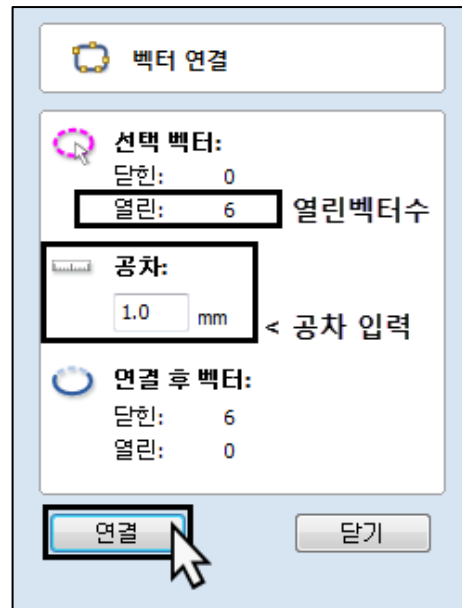 벡터 연결
선택 벡터:
닫힌: 0
열린: 6 열린벡터수
공차:
1.0 mm < 공차 입력
연결 후 벡터:
닫힌: 6
열린: 0
연결 닫기